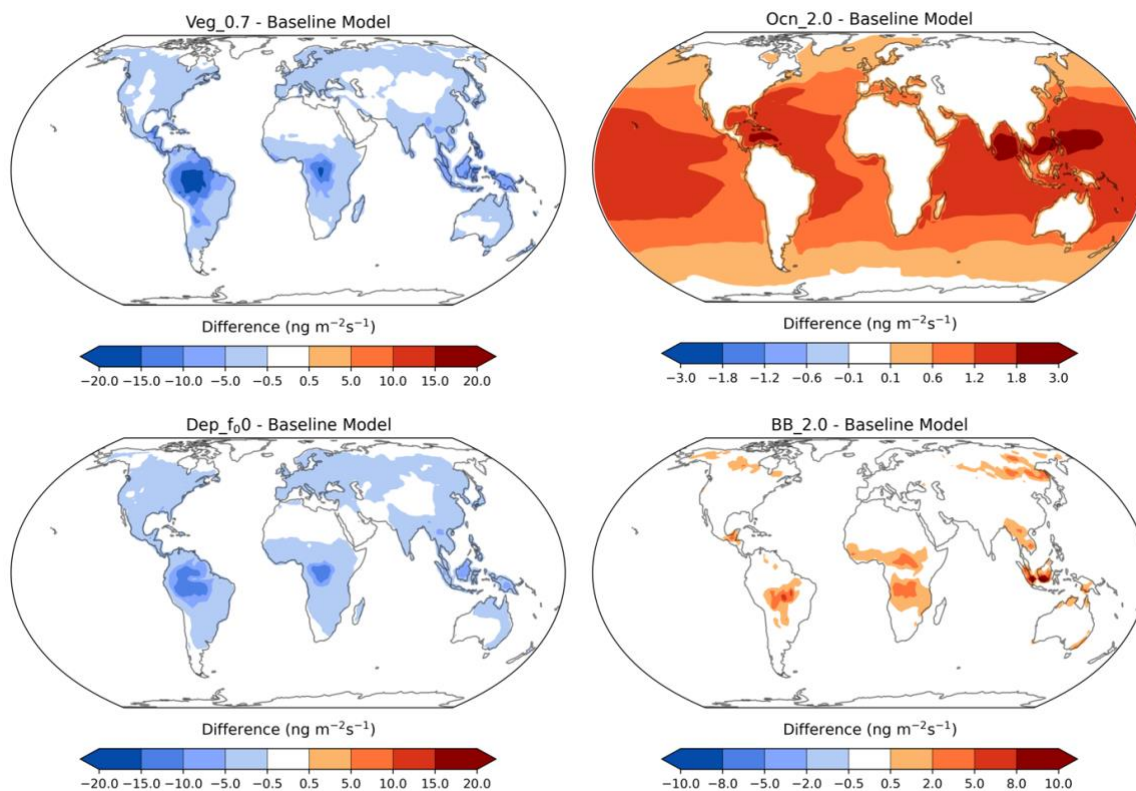 Veg_0.7 - Baseline Model
Difference (ng m⁻²s⁻¹)
−20.0 −15.0 −10.0 −5.0 −0.5 0.5 5.0 10.0 15.0 20.0
Ocn_2.0 - Baseline Model
Difference (ng m⁻²s⁻¹)
−3.0 −1.8 −1.2 −0.6 −0.1 0.1 0.6 1.2 1.8 3.0
Dep_f₀0 - Baseline Model
Difference (ng m⁻²s⁻¹)
−20.0 −15.0 −10.0 −5.0 −0.5 0.5 5.0 10.0 15.0 20.0
BB_2.0 - Baseline Model
Difference (ng m⁻²s⁻¹)
−10.0 −8.0 −5.0 −2.0 −0.5 0.5 2.0 5.0 8.0 10.0